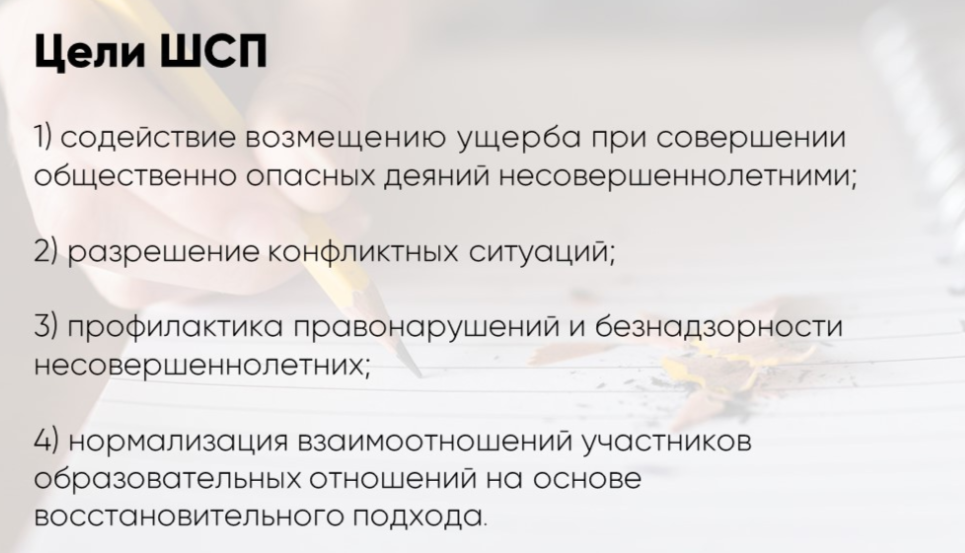 Цели ШСП
1) содействие возмещению ущерба при совершении
общественно опасных деяний несовершеннолетними;
2) разрешение конфликтных ситуаций;
3) профилактика правонарушений и безнадзорности
несовершеннолетних;
4) нормализация взаимоотношений участников
образовательных отношений на основе
восстановительного подхода.